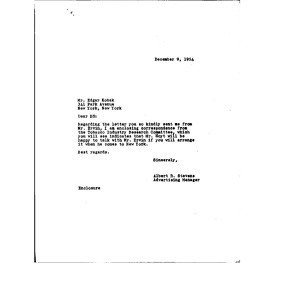 December 9, 1954
Mr. Edgar Kobak
341 Park Avenue
New York, New York
Dear Ed:
Regarding the letter you so kindly sent me from
Mr. Ervin, I am enclosing correspondence from
the Tobacco Industry Research Committee, which
you will see indicates that Mr. Hoyt will be
happy to talk with Mr. Ervin if you will arrange
it when he comes to New York.
Best regards.
Sincerely,
Albert R. Stevens
Advertising Manager
Enclosure